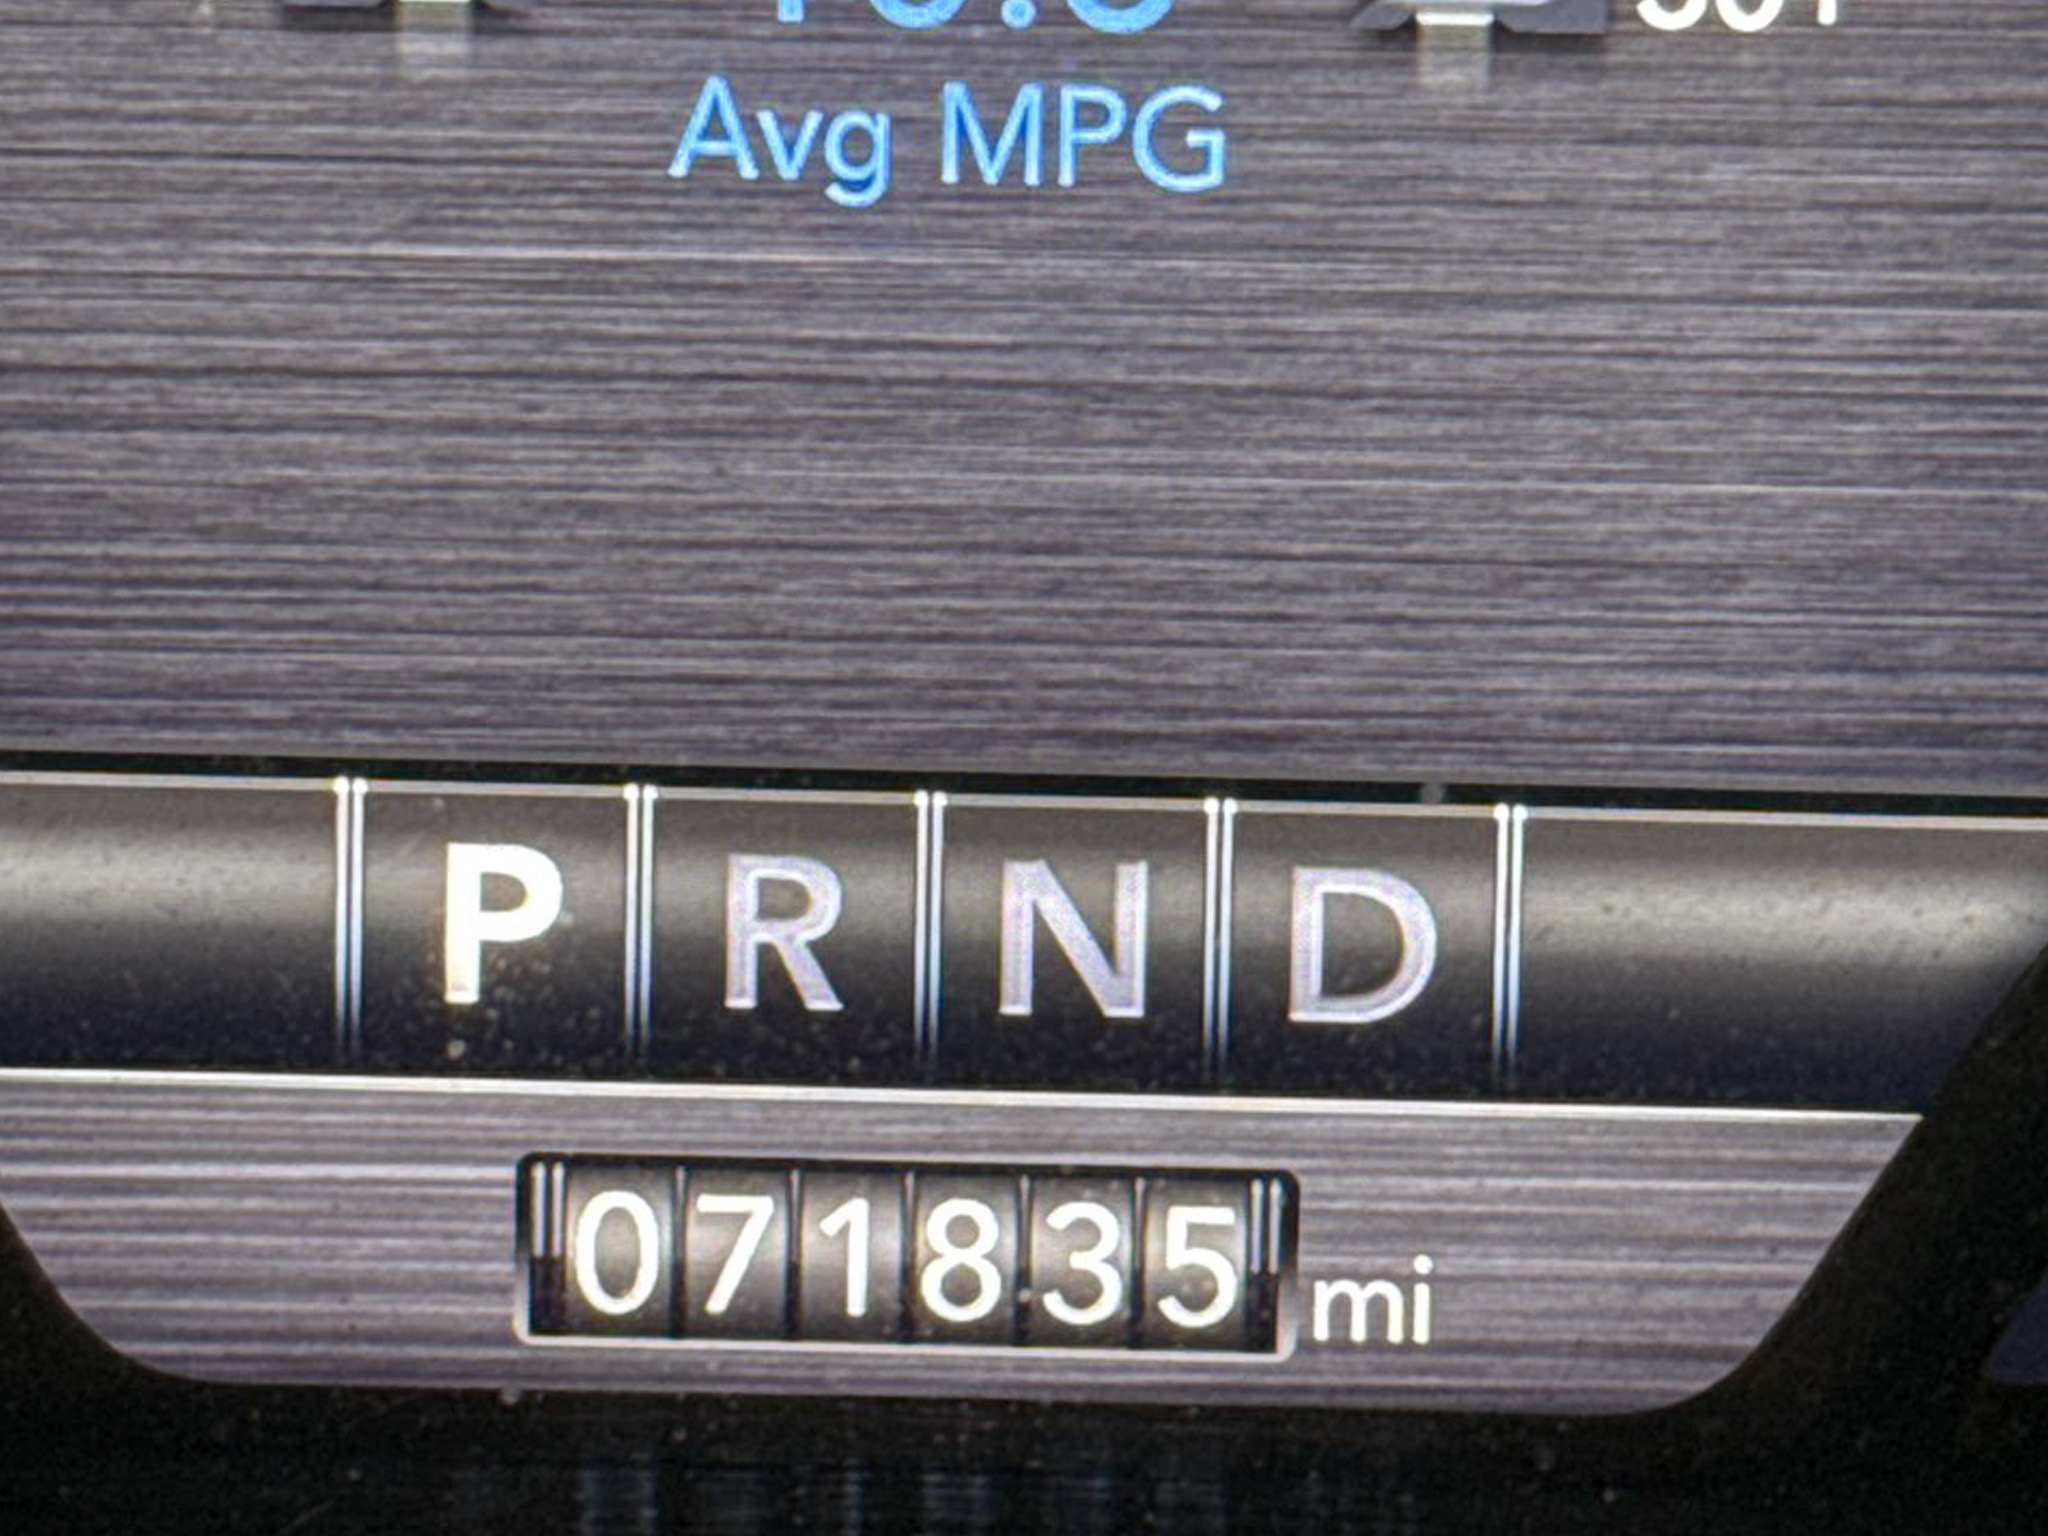 Avg MPG
P R N D
071835 mi